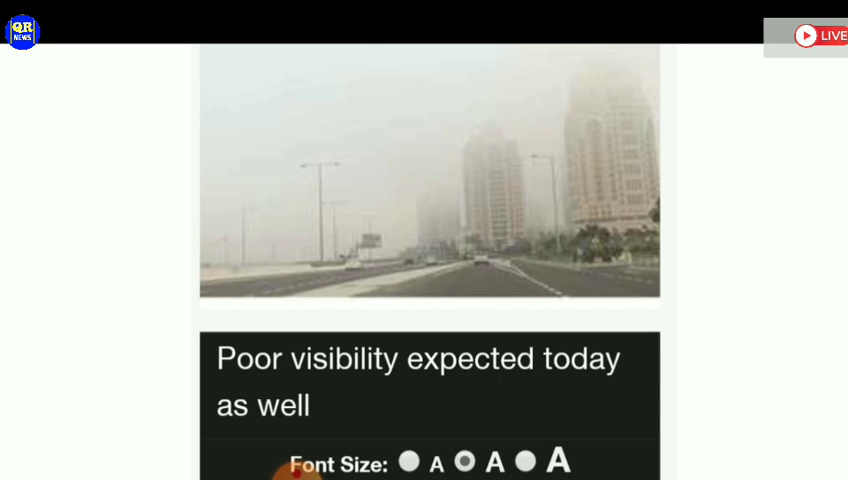 QR
NEWS
LIVE
Poor visibility expected today
as well
Font Size: A A A